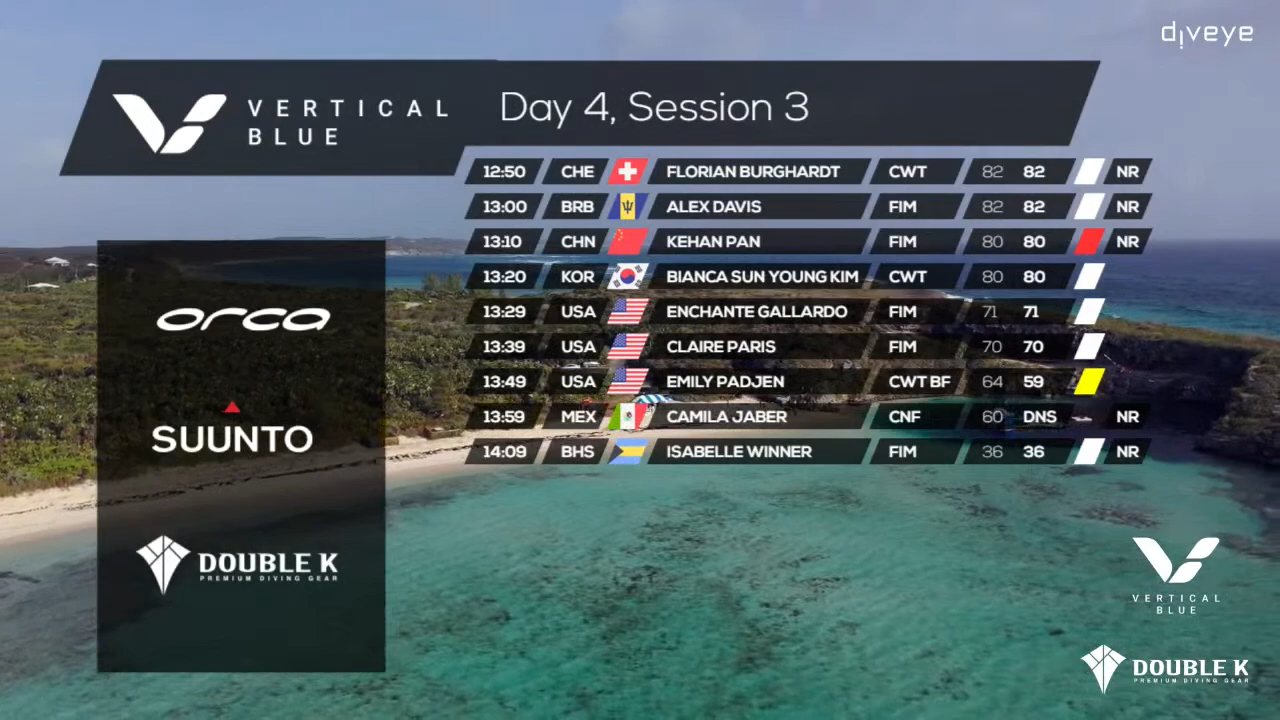 diveye
VERTICAL
BLUE
Day 4, Session 3
12:50 CHE FLORIAN BURGHARDT CWT 82 82 NR
13:00 BRB ALEX DAVIS FIM 82 82 NR
13:10 CHN KEHAN PAN FIM 80 80 NR
13:20 KOR BIANCA SUN YOUNG KIM CWT 80 80
13:29 USA ENCHANTE GALLARDO FIM 71 71
13:39 USA CLAIRE PARIS FIM 70 70
13:49 USA EMILY PADJEN CWT BF 64 59
13:59 MEX CAMILA JABER CNF 60 DNS NR
14:09 BHS ISABELLE WINNER FIM 36 36 NR
orca
SUUNTO
DOUBLE K
PREMIUM DIVING GEAR
VERTICAL
BLUE
DOUBLE K
PREMIUM DIVING GEAR